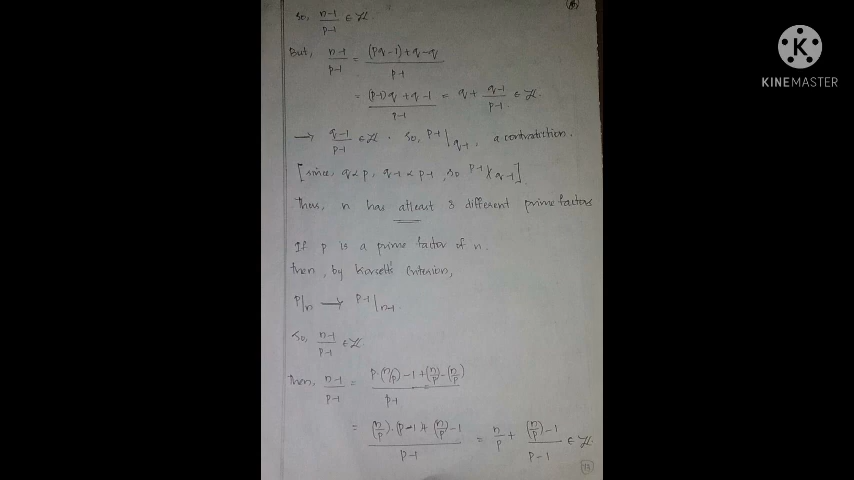 So, n-1/p-1 ∈ Z.
But, n-1/p-1 = (pq-1)+q-q/p-1
= (p-1)q+q-1/p-1 = q + q-1/p-1 ∈ Z.
→ q-1/p-1 ∈ Z. So, p-1|q-1, a contradiction.
[since, q<p, q-1<p-1, so p-1∤q-1]
Thus, n has atleast 3 different prime factors
If p is a prime factor of n.
then, by Korselt's Criterion,
p|n → p-1|n-1
So, n-1/p-1 ∈ Z.
then, n-1/p-1 = p.(n/p)-1+(n/p)-(n/p)/p-1
= (n/p).(p-1)+(n/p)-1/p-1 = n/p + (n/p)-1/p-1 ∈ Z.
K
KINEMASTER